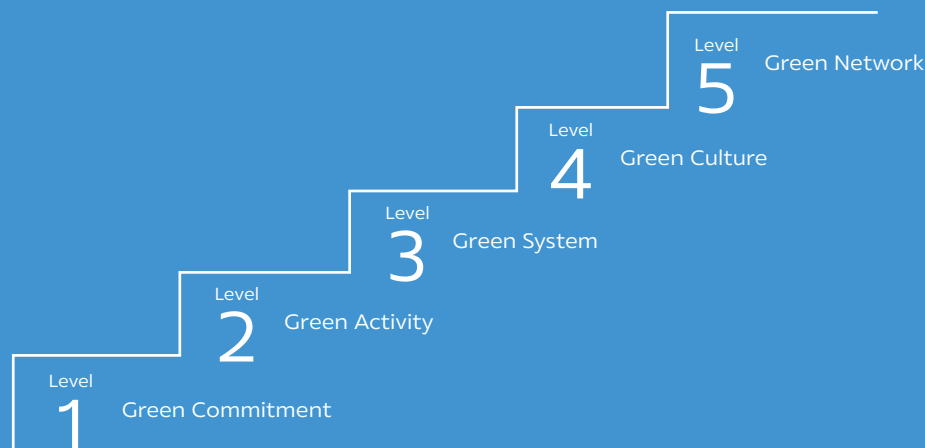 Level
5
Green Network
Level
4
Green Culture
Level
3
Green System
Level
2
Green Activity
Level
1
Green Commitment